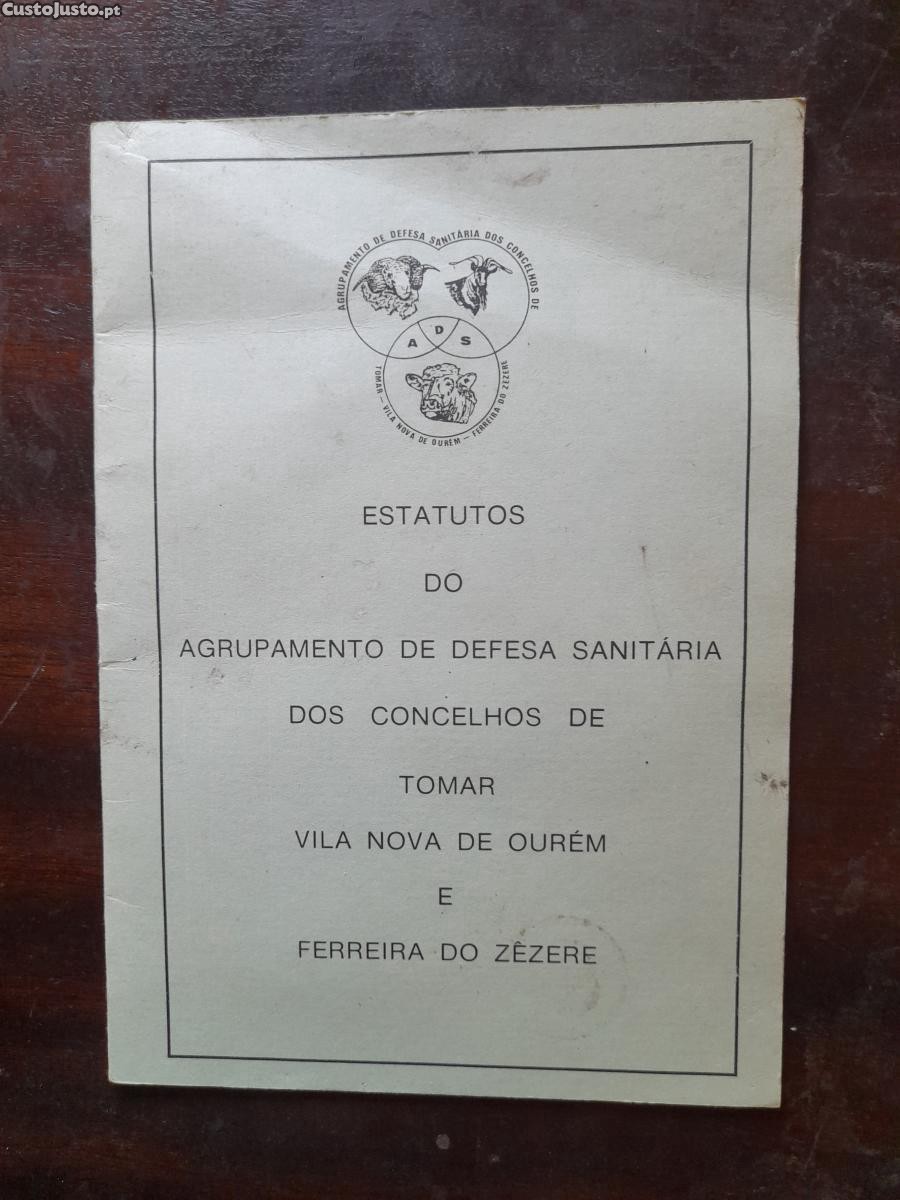 CustoJusto.pt
AGRUPAMENTO DE DEFESA SANITÁRIA DOS CONCELHOS DE
A D S
TOMAR – VILA NOVA DE OURÉM – FERREIRA DO ZEZERE
ESTATUTOS
DO
AGRUPAMENTO DE DEFESA SANITÁRIA
DOS CONCELHOS DE
TOMAR
VILA NOVA DE OURÉM
E
FERREIRA DO ZÊZERE